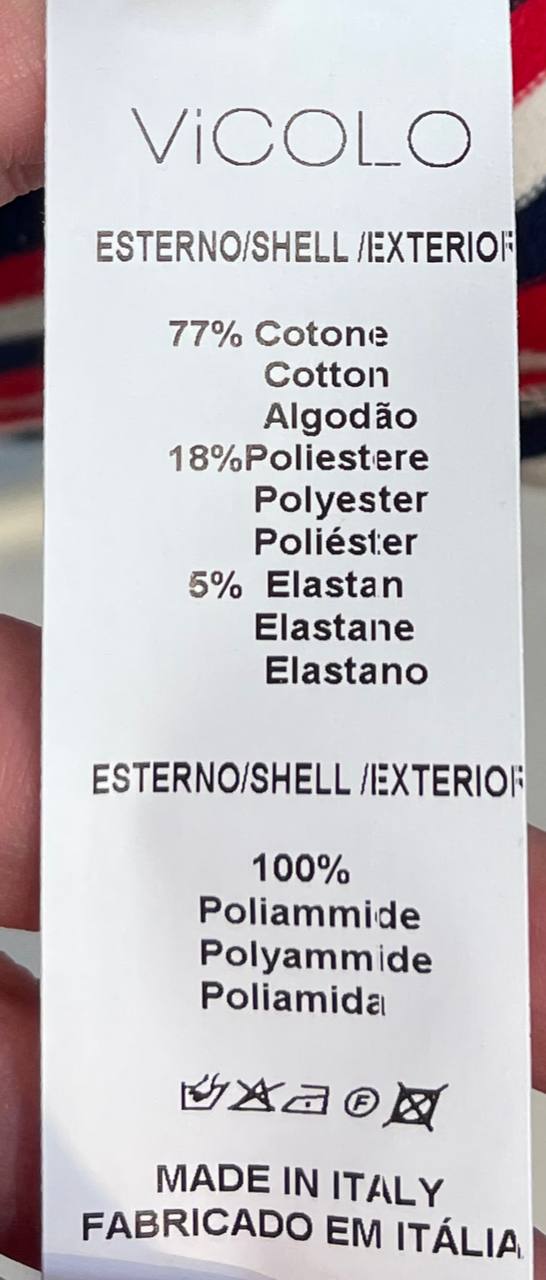 ViCOLO
ESTERNO/SHELL /EXTERIOR
77% Cotone
Cotton
Algodão
18%Poliestere
Polyester
Poliéster
5% Elastan
Elastane
Elastano
ESTERNO/SHELL /EXTERIOR
100%
Poliammide
Polyammide
Poliamida
F
MADE IN ITALY
FABRICADO EM ITÁLIA